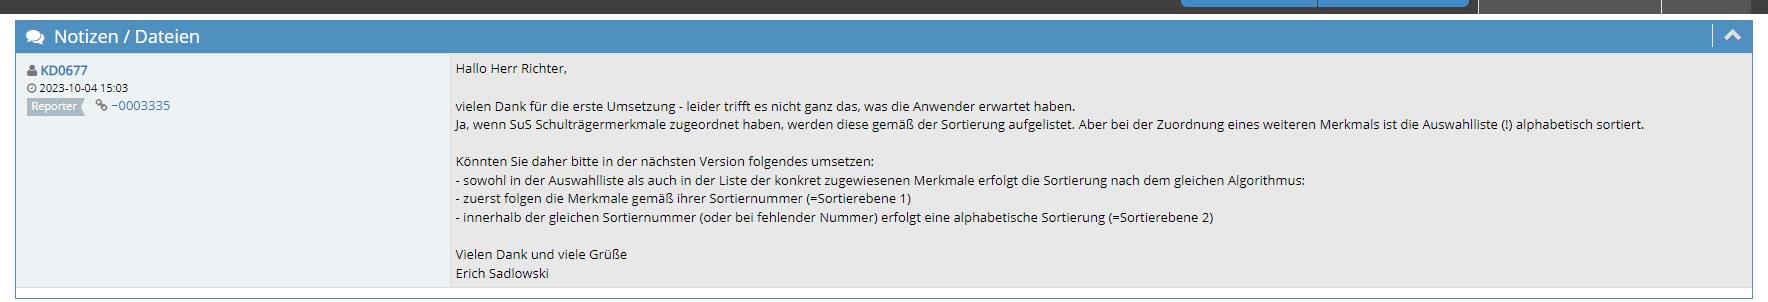 Notizen / Dateien
KD0677
2023-10-04 15:03
Reporter ~0003335
Hallo Herr Richter,
vielen Dank für die erste Umsetzung - leider trifft es nicht ganz das, was die Anwender erwartet haben.
Ja, wenn SuS Schulträgermerkmale zugeordnet haben, werden diese gemäß der Sortierung aufgelistet. Aber bei der Zuordnung eines weiteren Merkmals ist die Auswahlliste (!) alphabetisch sortiert.
Könnten Sie daher bitte in der nächsten Version folgendes umsetzen:
- sowohl in der Auswahlliste als auch in der Liste der konkret zugewiesenen Merkmale erfolgt die Sortierung nach dem gleichen Algorithmus:
- zuerst folgen die Merkmale gemäß ihrer Sortiernummer (=Sortierebene 1)
- innerhalb der gleichen Sortiernummer (oder bei fehlender Nummer) erfolgt eine alphabetische Sortierung (=Sortierebene 2)
Vielen Dank und viele Grüße
Erich Sadlowski